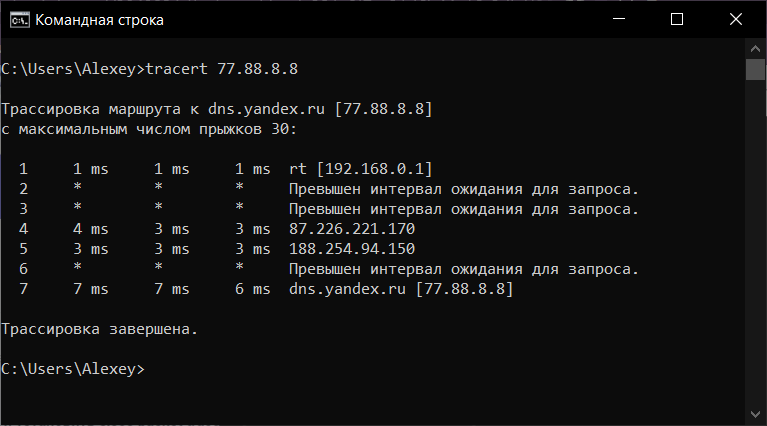 Командная строка
C:\Users\Alexey>tracert 77.88.8.8
Трассировка маршрута к dns.yandex.ru [77.88.8.8]
с максимальным числом прыжков 30:
1 1 ms 1 ms 1 ms rt [192.168.0.1]
2 * * * Превышен интервал ожидания для запроса.
3 * * * Превышен интервал ожидания для запроса.
4 4 ms 3 ms 3 ms 87.226.221.170
5 3 ms 3 ms 3 ms 188.254.94.150
6 * * * Превышен интервал ожидания для запроса.
7 7 ms 7 ms 6 ms dns.yandex.ru [77.88.8.8]
Трассировка завершена.
C:\Users\Alexey>